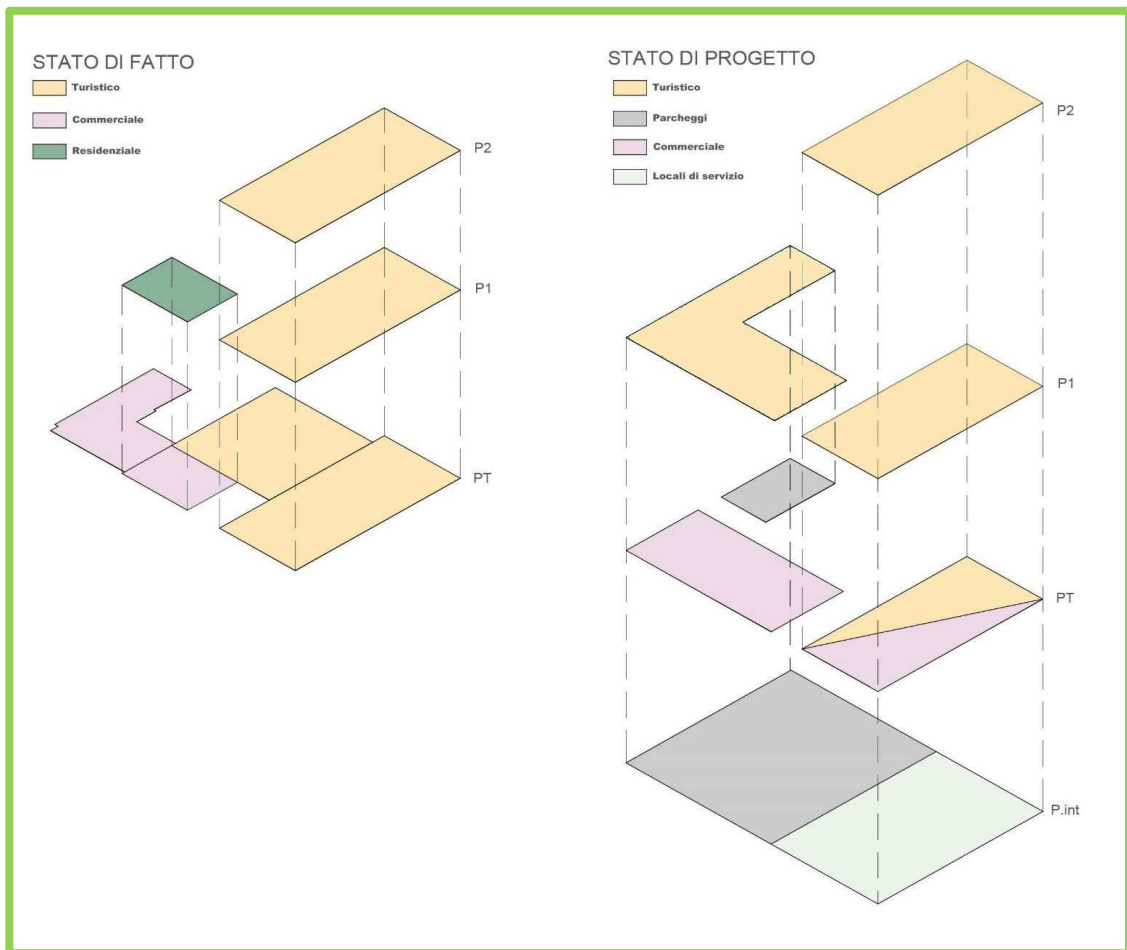 STATO DI FATTO
Turistico
Commerciale
Residenziale
P2
P1
PT
STATO DI PROGETTO
Turistico
Parcheggi
Commerciale
Locali di servizio
P2
P1
PT
P.int